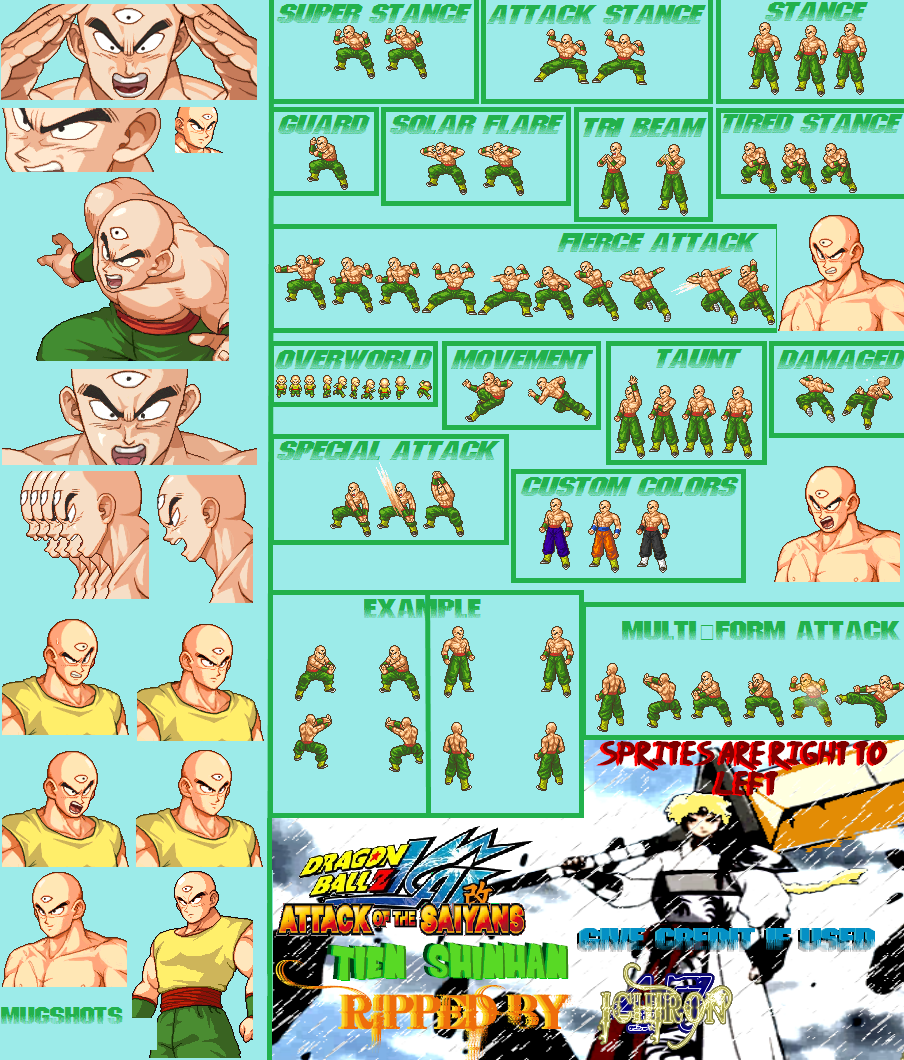 SUPER STANCE
ATTACK STANCE
STANCE
GUARD
SOLAR FLARE
TRI BEAM
TIRED STANCE
FIERCE ATTACK
OVERWORLD
MOVEMENT
TAUNT
DAMAGED
SPECIAL ATTACK
CUSTOM COLORS
EXAMPLE
MULTI□FORM ATTACK
SPRITES ARE RIGHT TO
LEFT
DRAGON
BALL Z KAI
改
ATTACK OF THE SAIYANS
GIVE CREDIT IF USED
TIEN SHINHAN
RIPPED BY
ICHIRON
17
MUGSHOTS